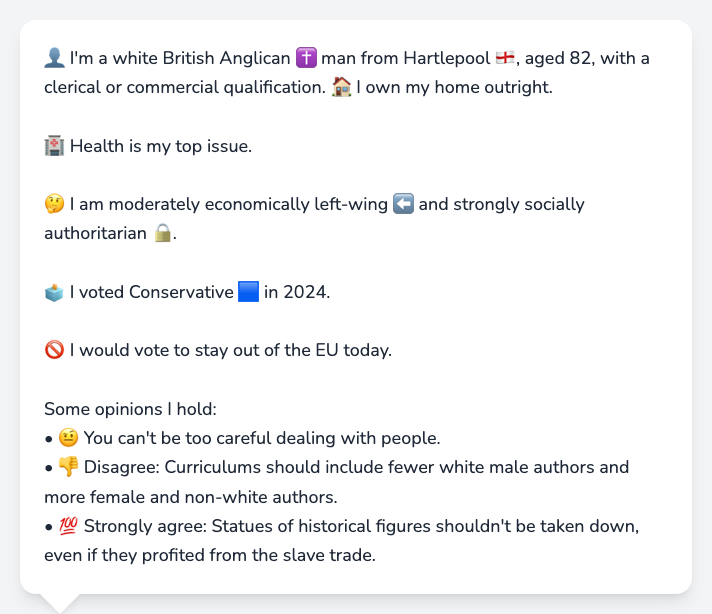 👤 I'm a white British Anglican ✝️ man from Hartlepool 🏴󠁧󠁢󠁥󠁮󠁧󠁿, aged 82, with a
clerical or commercial qualification. 🏠 I own my home outright.
🏥 Health is my top issue.
🤔 I am moderately economically left-wing ⬅️ and strongly socially
authoritarian 🔒.
🗳️ I voted Conservative 🟦 in 2024.
🚫 I would vote to stay out of the EU today.
Some opinions I hold:
• 🤨 You can't be too careful dealing with people.
• 👎 Disagree: Curriculums should include fewer white male authors and
more female and non-white authors.
• 💯 Strongly agree: Statues of historical figures shouldn't be taken down,
even if they profited from the slave trade.